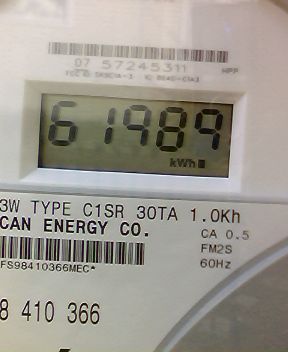 07 57245311
61989
kWh
3W TYPE C1SR 30TA 1.0Kh
CAN ENERGY CO.
CA 0.5
FM2S
60Hz
FS98410366MEC*
8 410 366